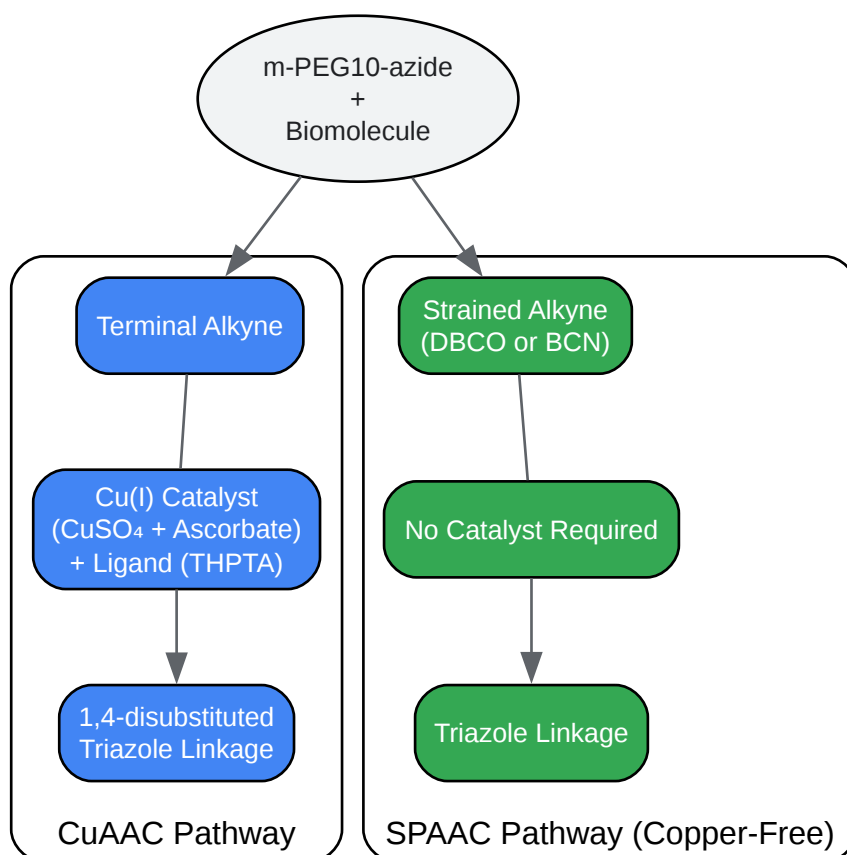 m-PEG10-azide
+
Biomolecule
Terminal Alkyne
Cu(I) Catalyst
(CuSO₄ + Ascorbate)
+ Ligand (THPTA)
1,4-disubstituted
Triazole Linkage
CuAAC Pathway
Strained Alkyne
(DBCO or BCN)
No Catalyst Required
Triazole Linkage
SPAAC Pathway (Copper-Free)